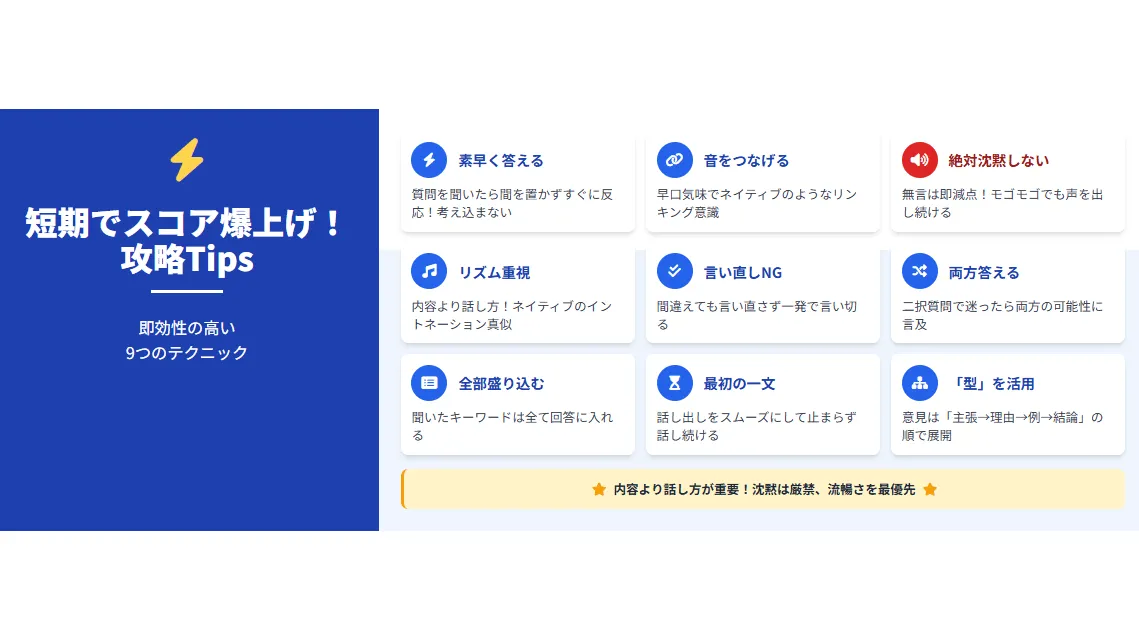 短期でスコア爆上げ！
攻略Tips
即効性の高い
9つのテクニック
素早く答える
質問を聞いたら間を置かずすぐに反
応！考え込まない
音をつなげる
早口気味でネイティブのようなリン
キング意識
絶対沈黙しない
無言は即減点！モゴモゴでも声を出
し続ける
リズム重視
内容より話し方！ネイティブのイン
トネーション真似
言い直しNG
間違えても言い直さず一発で言い切
る
両方答える
二択質問で迷ったら両方の可能性に
言及
全部盛り込む
聞いたキーワードは全て回答に入れ
る
最初の一文
話し出しをスムーズにして止まらず
話し続ける
「型」を活用
意見は「主張→理由→例→結論」の
順で展開
内容より話し方が重要！沈黙は厳禁、流暢さを最優先